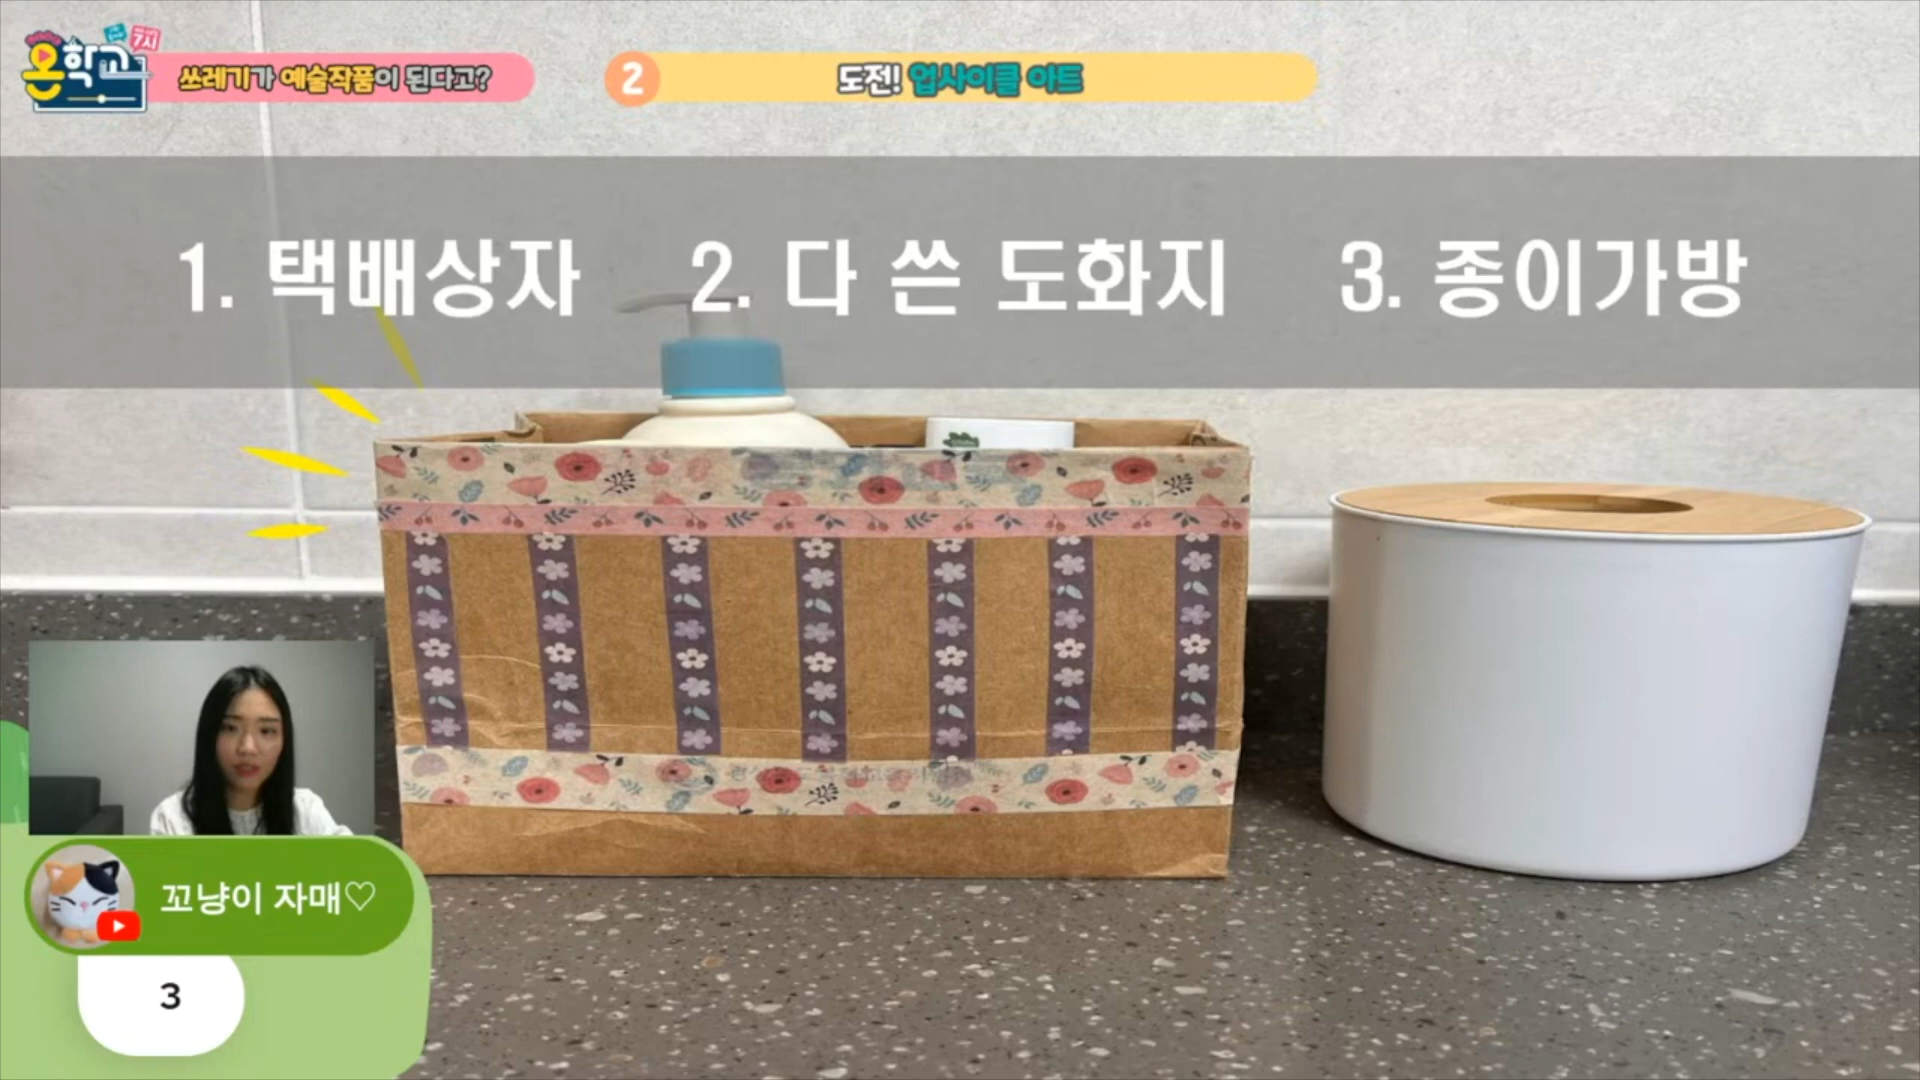 온학교
7시
쓰레기가 예술작품이 된다고?
2
도전! 업사이클 아트
1. 택배상자 2. 다 쓴 도화지 3. 종이가방
꼬냥이 자매♡
3